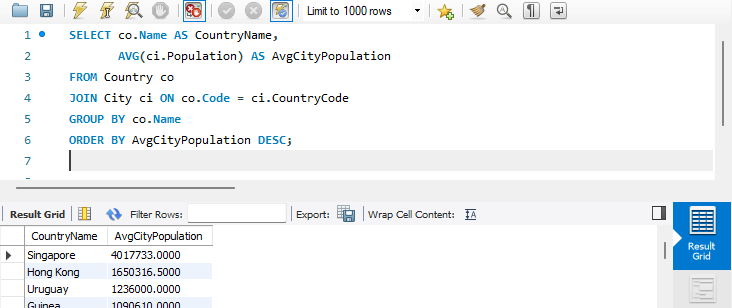 Limit to 1000 rows
1 SELECT co.Name AS CountryName,
2 AVG(ci.Population) AS AvgCityPopulation
3 FROM Country co
4 JOIN City ci ON co.Code = ci.CountryCode
5 GROUP BY co.Name
6 ORDER BY AvgCityPopulation DESC;
7
Result Grid Filter Rows: Export: Wrap Cell Content: IA
CountryName AvgCityPopulation
Singapore 4017733.0000
Hong Kong 1650316.5000
Uruguay 1236000.0000
Guinea 1090610.0000
Result
Grid